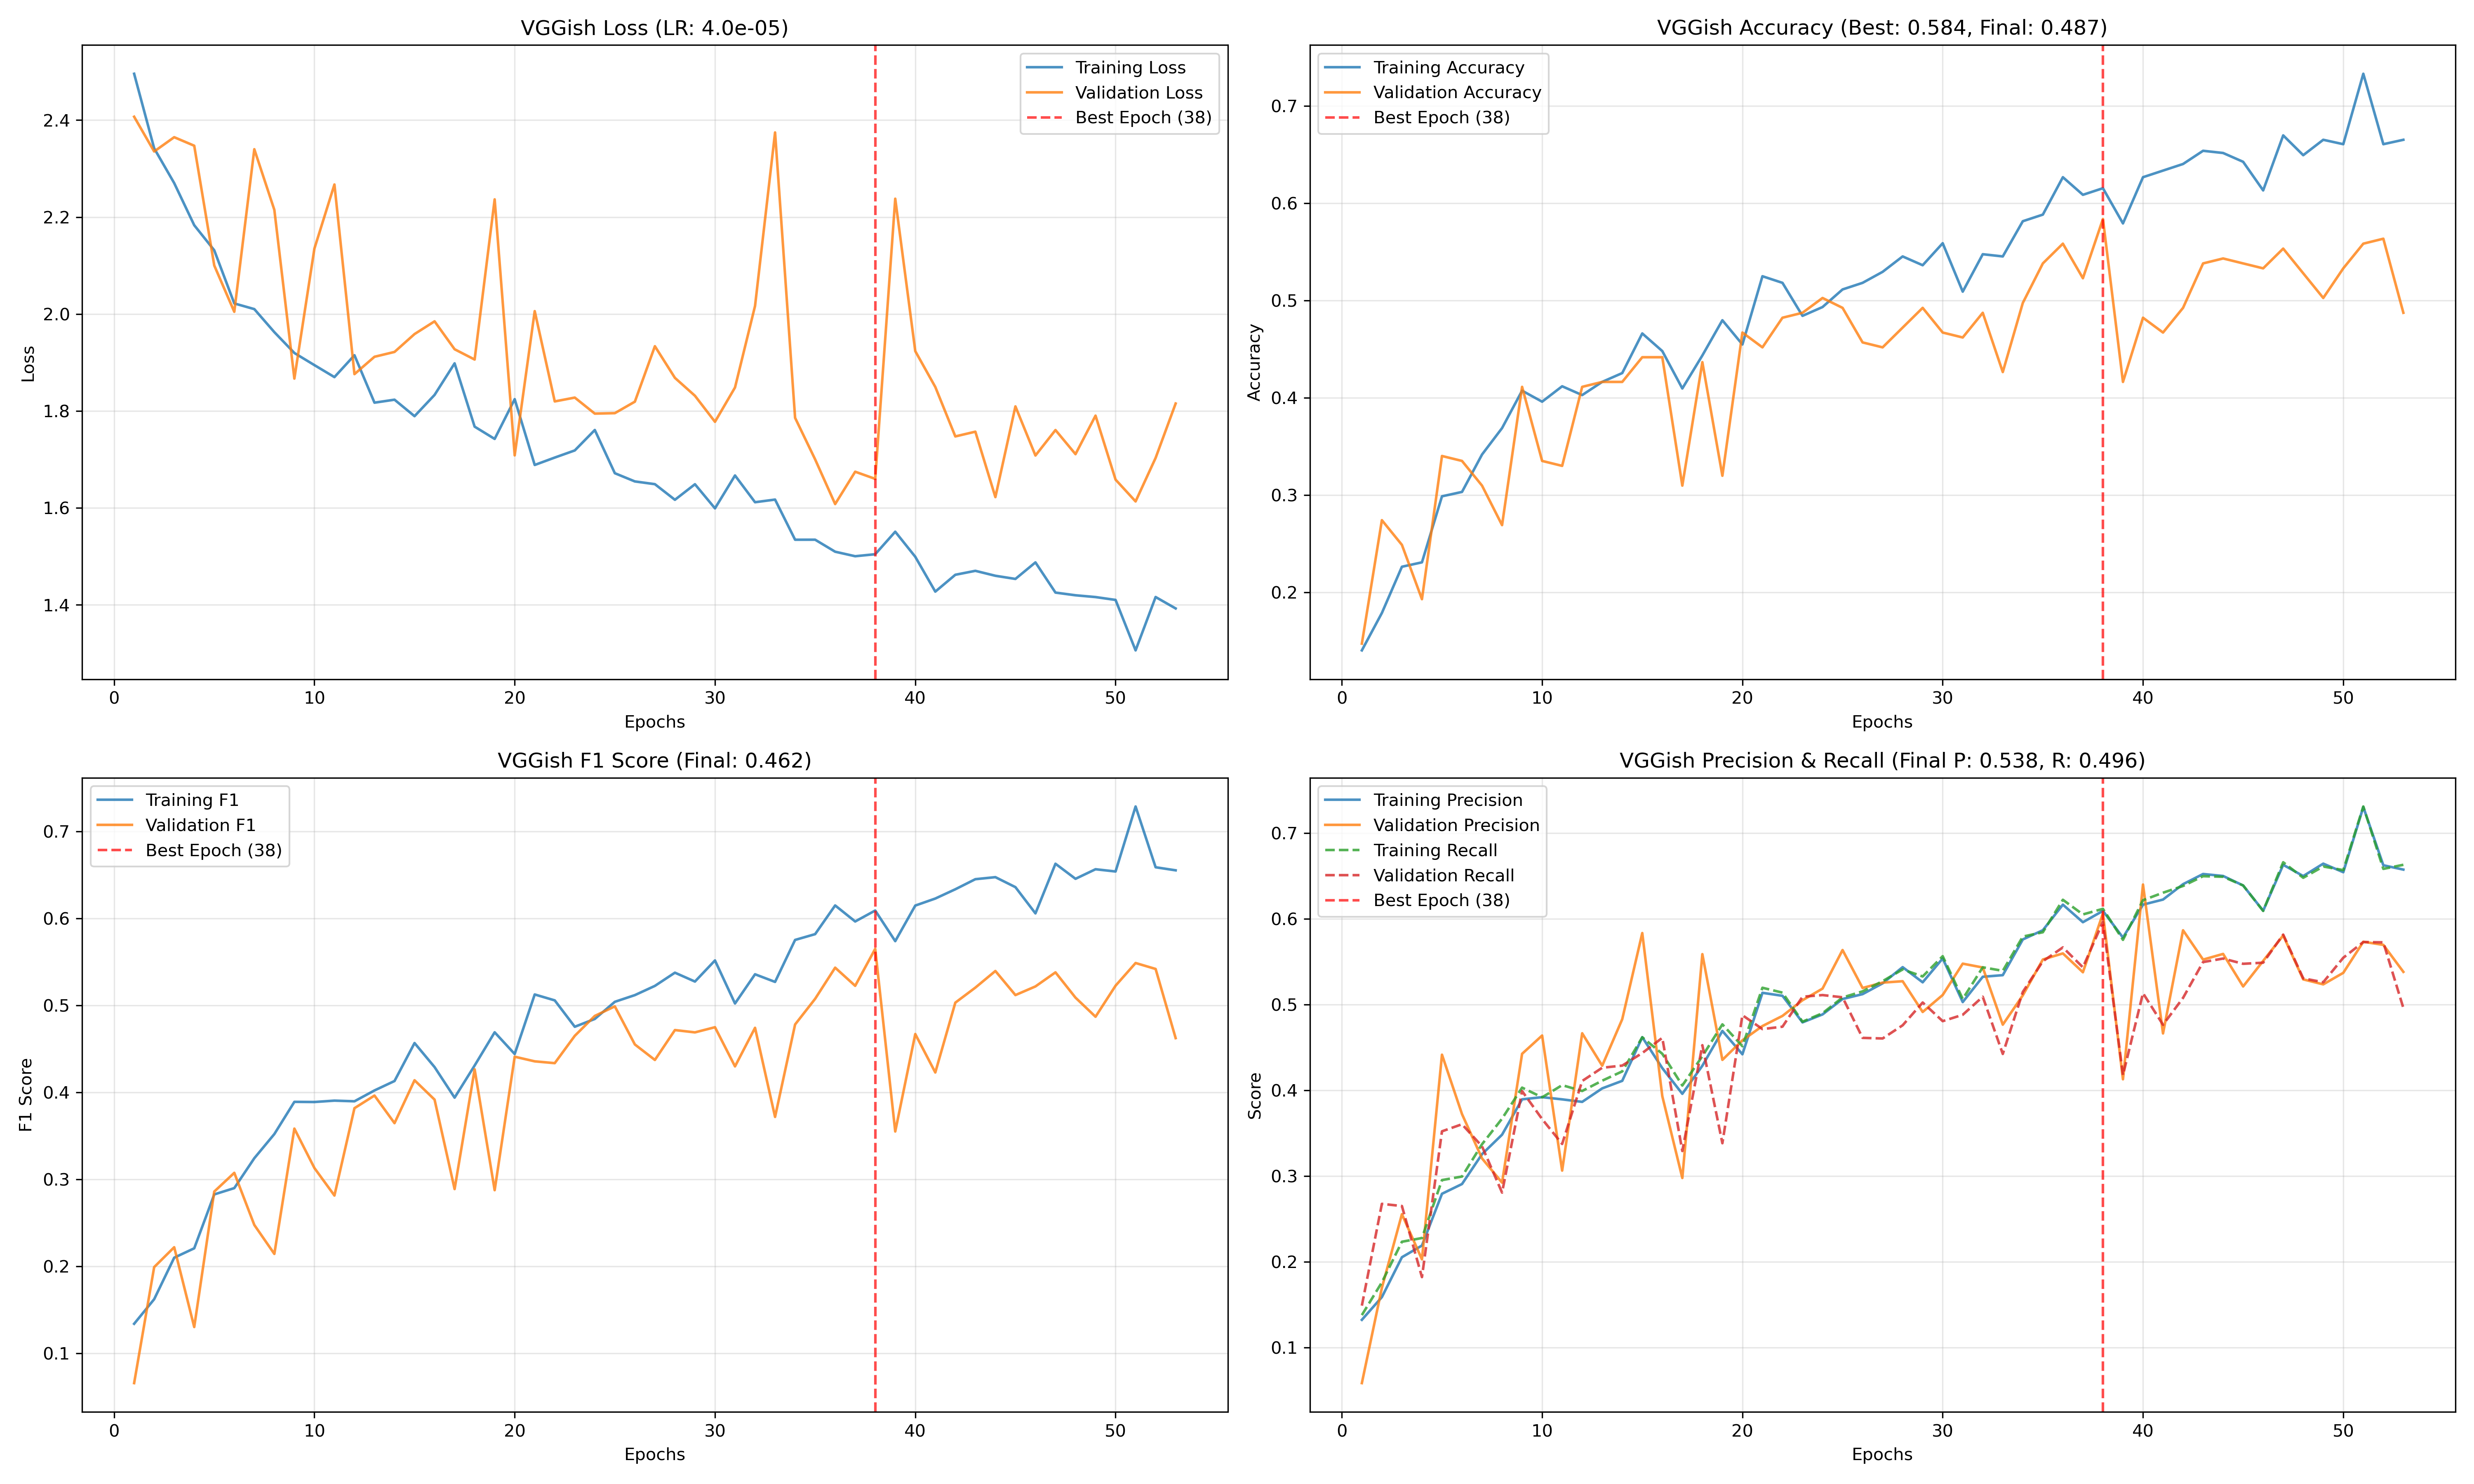 VGGish Loss (LR: 4.0e-05)
Training Loss
Validation Loss
Best Epoch (38)
Loss
2.4
2.2
2.0
1.8
1.6
1.4
0 10 20 30 40 50
Epochs
VGGish Accuracy (Best: 0.584, Final: 0.487)
Training Accuracy
Validation Accuracy
Best Epoch (38)
Accuracy
0.7
0.6
0.5
0.4
0.3
0.2
0 10 20 30 40 50
Epochs
VGGish F1 Score (Final: 0.462)
Training F1
Validation F1
Best Epoch (38)
F1 Score
0.7
0.6
0.5
0.4
0.3
0.2
0.1
0 10 20 30 40 50
Epochs
VGGish Precision & Recall (Final P: 0.538, R: 0.496)
Training Precision
Validation Precision
Training Recall
Validation Recall
Best Epoch (38)
Score
0.7
0.6
0.5
0.4
0.3
0.2
0.1
0 10 20 30 40 50
Epochs